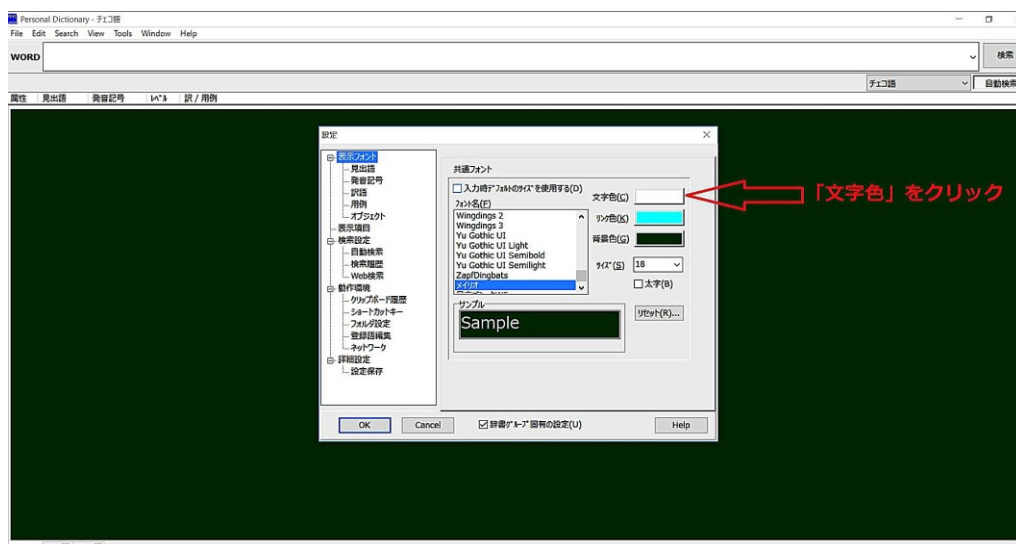 Personal Dictionary - チェコ語
File Edit Search View Tools Window Help
WORD
検索
チェコ語
自動検索
属性 見出語 発音記号 ﾚﾍﾞﾙ 訳 / 用例
設定
表示フォント
見出語
発音記号
訳語
用例
オブジェクト
表示項目
検索設定
自動検索
検索履歴
Web検索
動作環境
クリップボード履歴
ショートカットキー
フォルダ設定
登録語編集
ネットワーク
詳細設定
設定保存
共通フォント
入力時ﾃﾞﾌｫﾙﾄのｻｲｽﾞを使用する(D)
ﾌｫﾝﾄ名(F)
Wingdings 2
Wingdings 3
Yu Gothic UI
Yu Gothic UI Light
Yu Gothic UI Semibold
Yu Gothic UI Semilight
ZapfDingbats
メイリオ
文字色(C)
ﾘﾝｸ色(K)
背景色(G)
ｻｲｽﾞ(S) 18
太字(B)
サンプル
Sample
リセット(R)...
OK Cancel 辞書ｸﾞﾙｰﾌﾟ固有の設定(U) Help
「文字色」をクリック